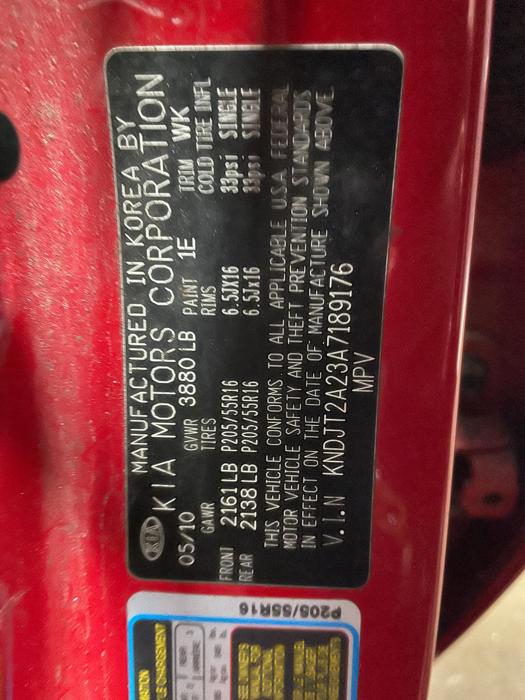 MANUFACTURED IN KOREA BY
KIA KIA MOTORS CORPORATION
05/10 GVWR 3880 LB PAINT 1E TRIM WK
GAWR TIRES RIMS COLD TIRE INFL
FRONT 2161 LB P205/55R16 6.5JX16 33psi SINGLE
REAR 2138 LB P205/55R16 6.5Jx16 33psi SINGLE
THIS VEHICLE CONFORMS TO ALL APPLICABLE U.S.A FEDERAL
MOTOR VEHICLE SAFETY AND THEFT PREVENTION STANDARDS
IN EFFECT ON THE DATE OF MANUFACTURE SHOWN ABOVE
V.I.N KNDJT2A23A7189176
MPV
P205/55R16